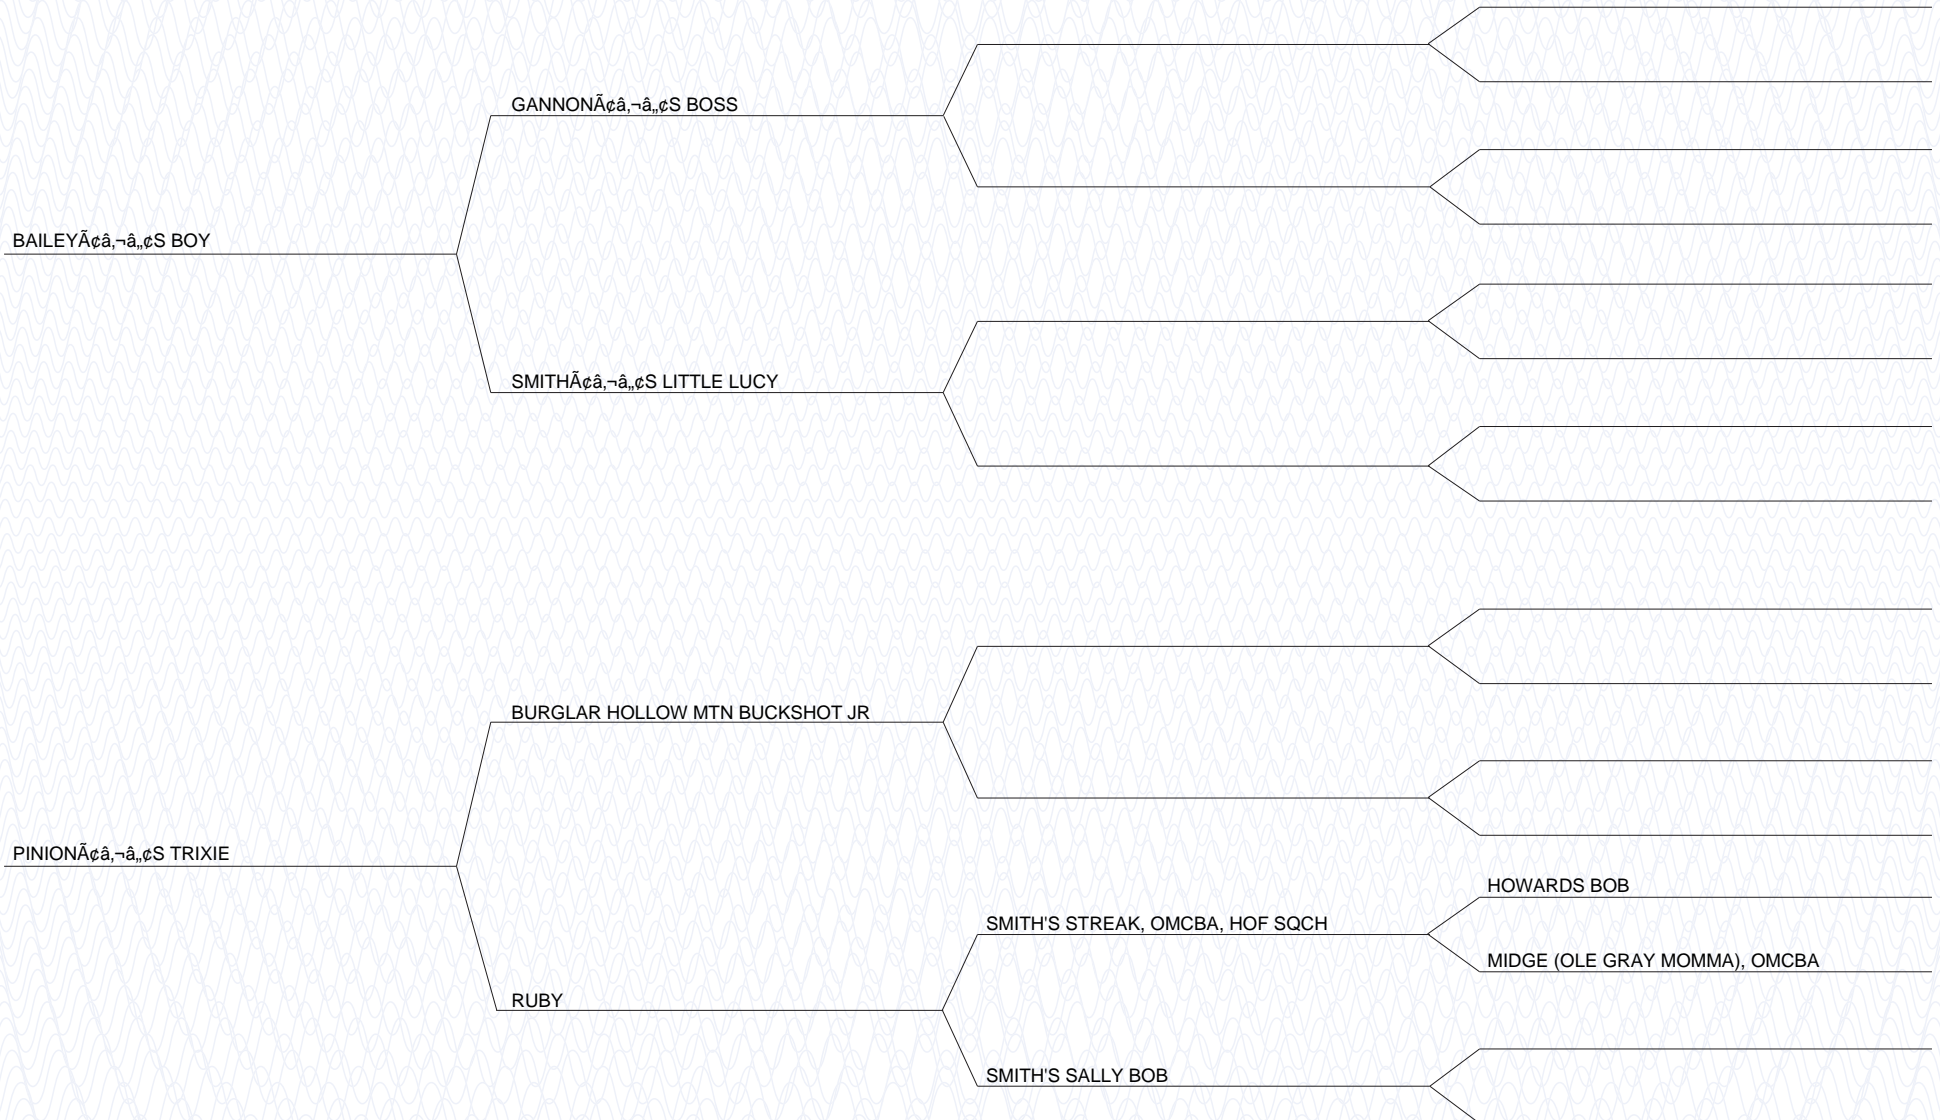 GANNONÃ¢â‚¬â„¢S BOSS
BAILEYÃ¢â‚¬â„¢S BOY
SMITHÃ¢â‚¬â„¢S LITTLE LUCY
BURGLAR HOLLOW MTN BUCKSHOT JR
PINIONÃ¢â‚¬â„¢S TRIXIE
HOWARDS BOB
SMITH'S STREAK, OMCBA, HOF SQCH
MIDGE (OLE GRAY MOMMA), OMCBA
RUBY
SMITH'S SALLY BOB